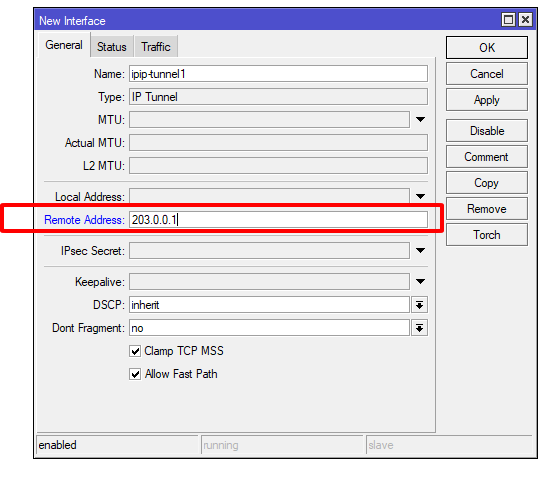 New Interface
General Status Traffic
Name: ipip-tunnel1
Type: IP Tunnel
MTU:
Actual MTU:
L2 MTU:
Local Address:
Remote Address: 203.0.0.1
IPsec Secret:
Keepalive:
DSCP: inherit
Dont Fragment: no
Clamp TCP MSS
Allow Fast Path
OK
Cancel
Apply
Disable
Comment
Copy
Remove
Torch
enabled running slave